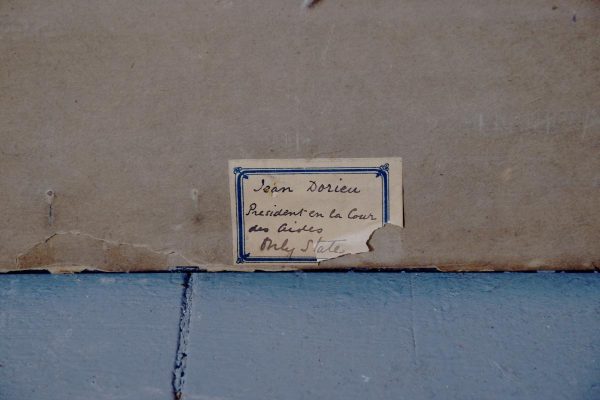 Jean Dorieu
President en la Cour
des Aides
Only State